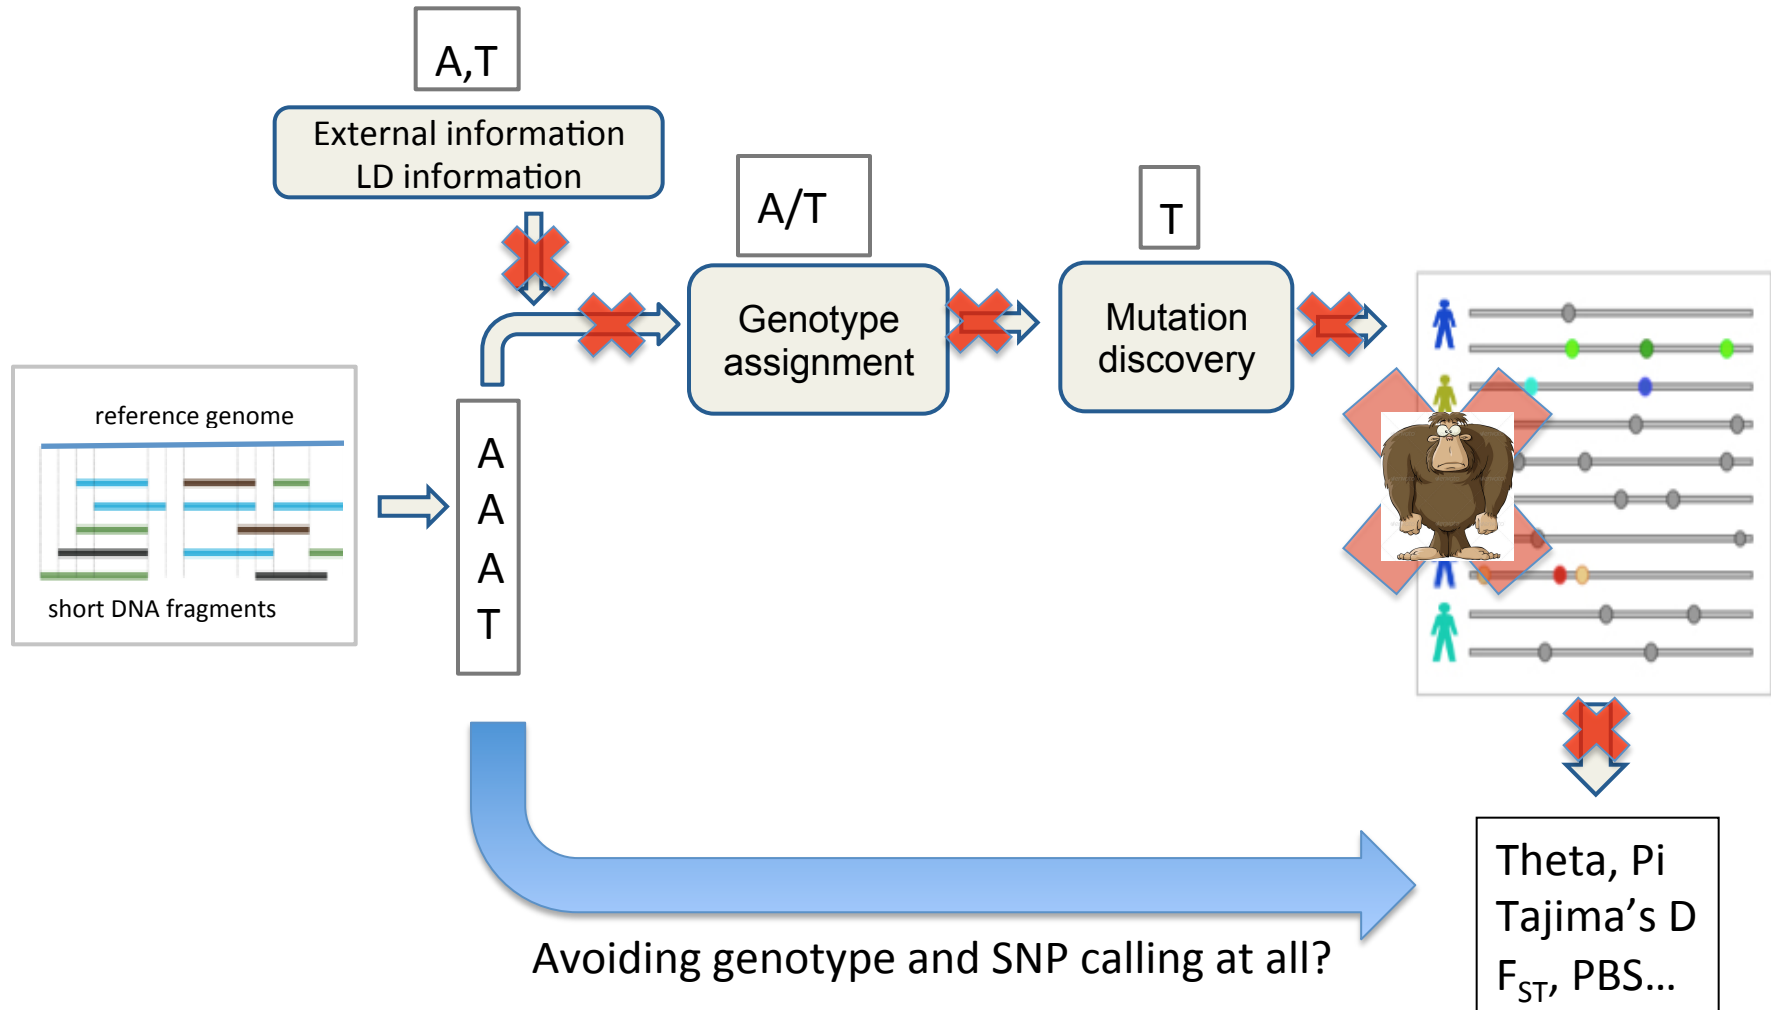 A,T
External information
LD information
A/T
T
Genotype
assignment
Mutation
discovery
reference genome
short DNA fragments
A
A
A
T
Avoiding genotype and SNP calling at all?
Theta, Pi
Tajima’s D
FST, PBS…